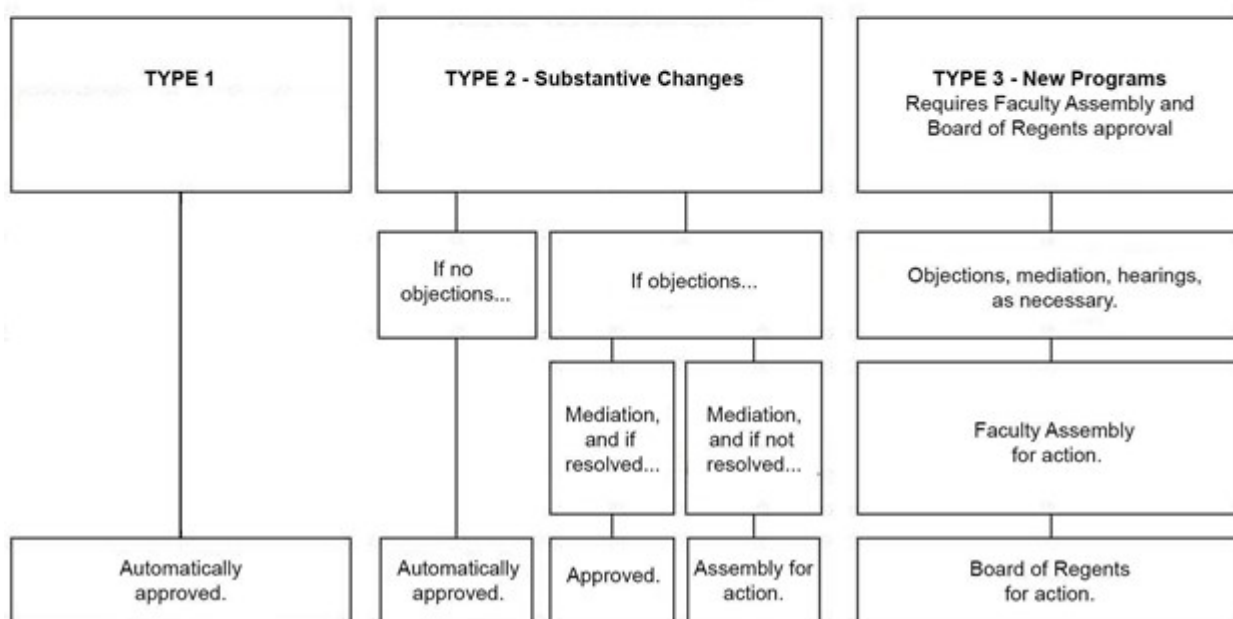 TYPE 1
TYPE 2 - Substantive Changes
TYPE 3 - New Programs
Requires Faculty Assembly and
Board of Regents approval
If no
objections...
If objections...
Objections, mediation, hearings,
as necessary.
Mediation,
and if
resolved...
Mediation,
and if not
resolved...
Faculty Assembly
for action.
Automatically
approved.
Automatically
approved.
Approved.
Assembly for
action.
Board of Regents
for action.